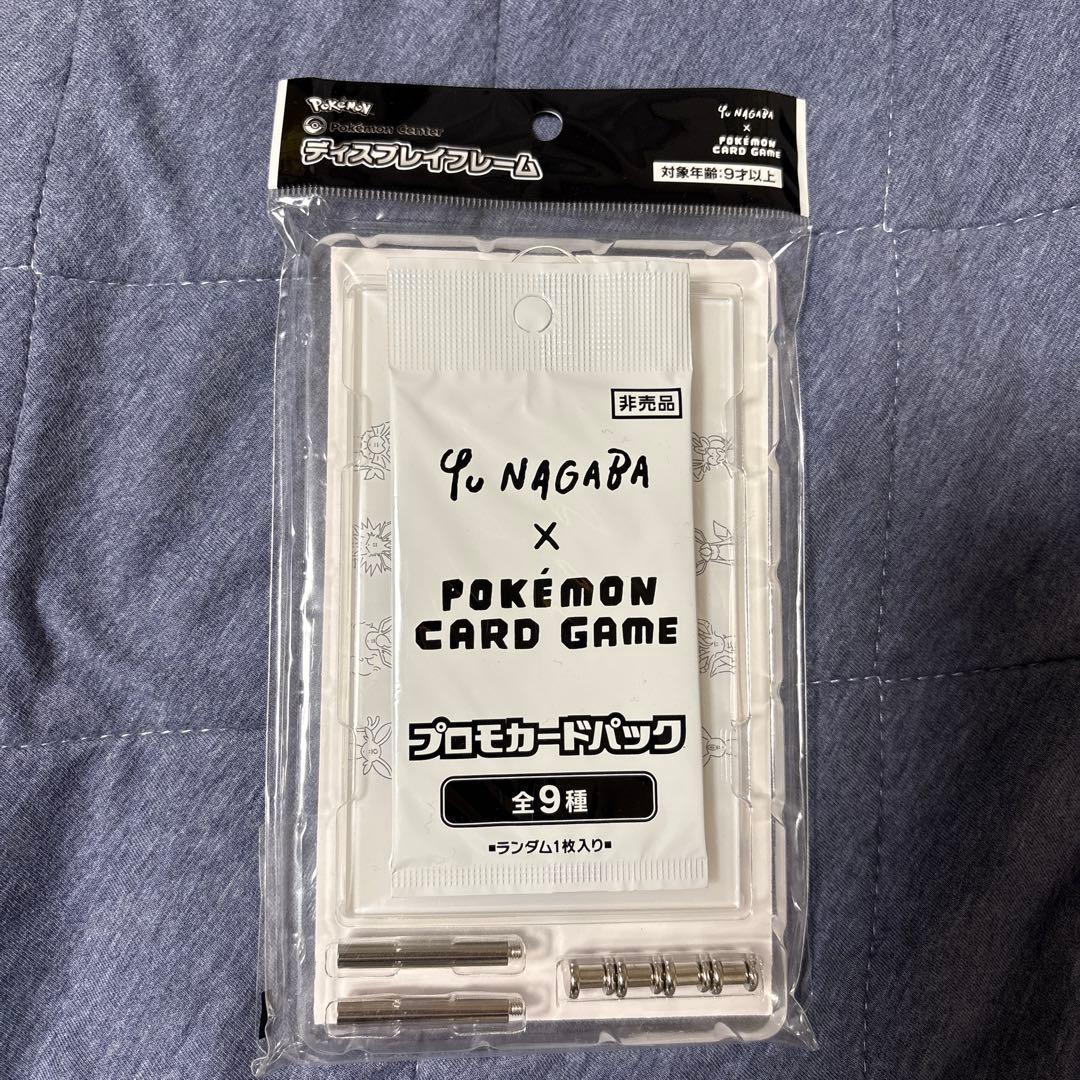 POKéMON
Pokémon Center
ディスプレイフレーム
Yu NAGABA
×
POKÉMON
CARD GAME
対象年齢:9才以上
非売品
Yu NAGABA
×
POKÉMON
CARD GAME
プロモカードパック
全9種
■ランダム1枚入り■